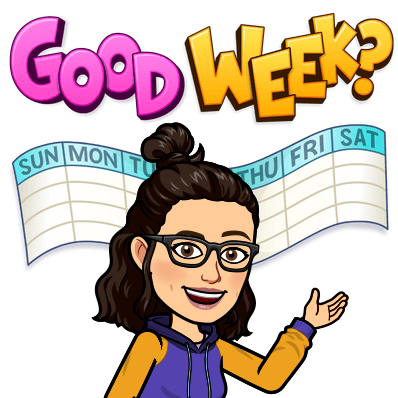 GOOD WEEK?
SUN MON TU THU FRI SAT